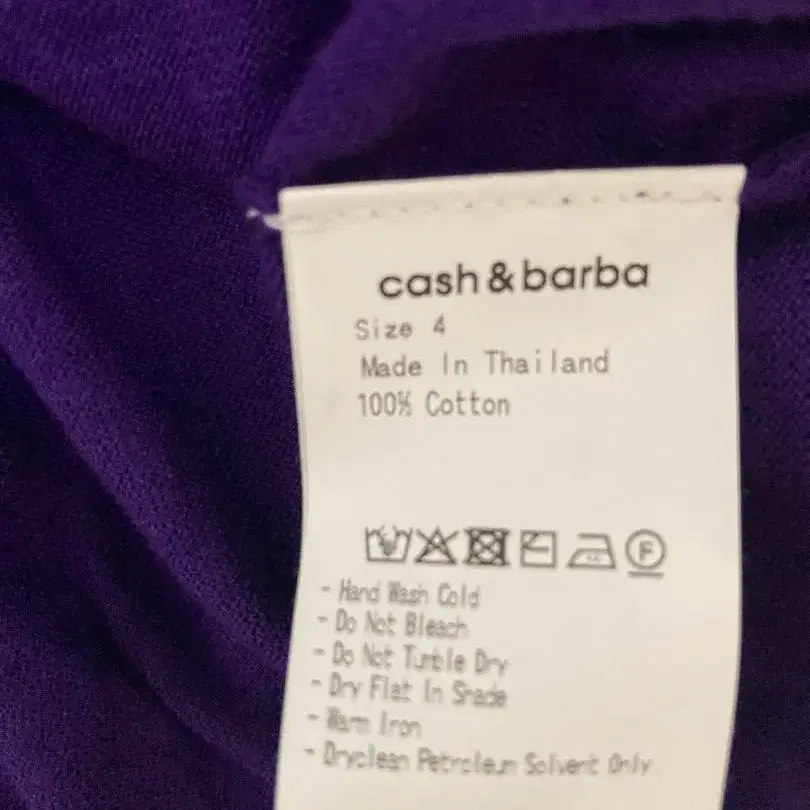 cash&barba
Size 4
Made In Thailand
100% Cotton
F
- Hand Wash Cold
- Do Not Bleach
- Do Not Tumble Dry
- Dry Flat In Shade
- Warm Iron
- Dryclean Petroleum Solvent Only